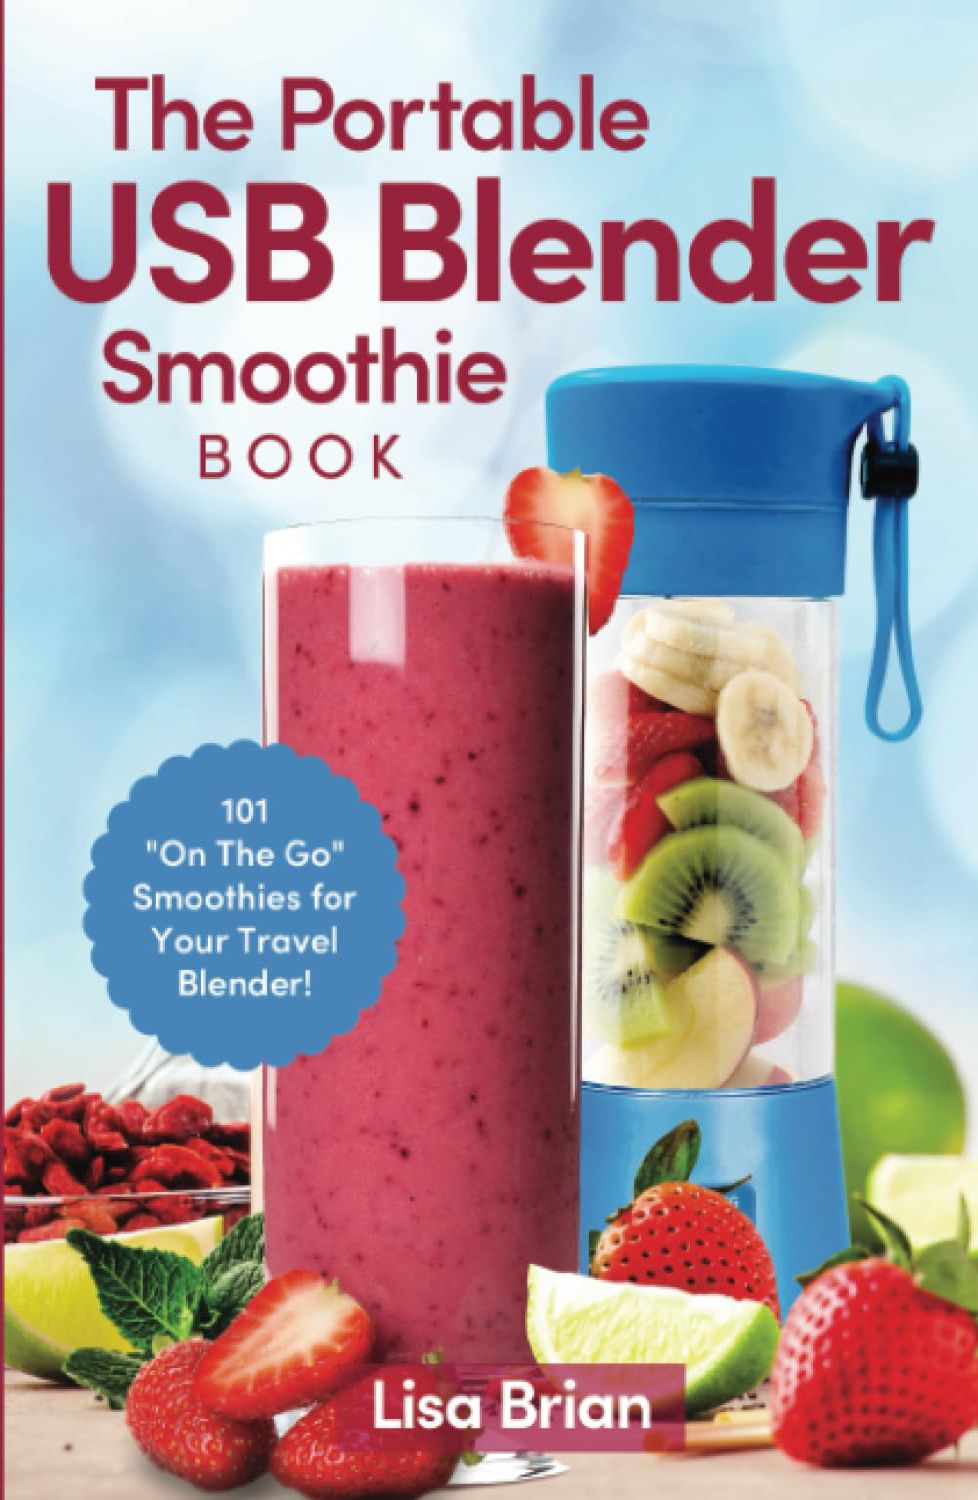 The Portable
USB Blender
Smoothie
BOOK
101
"On The Go"
Smoothies for
Your Travel
Blender!
Lisa Brian